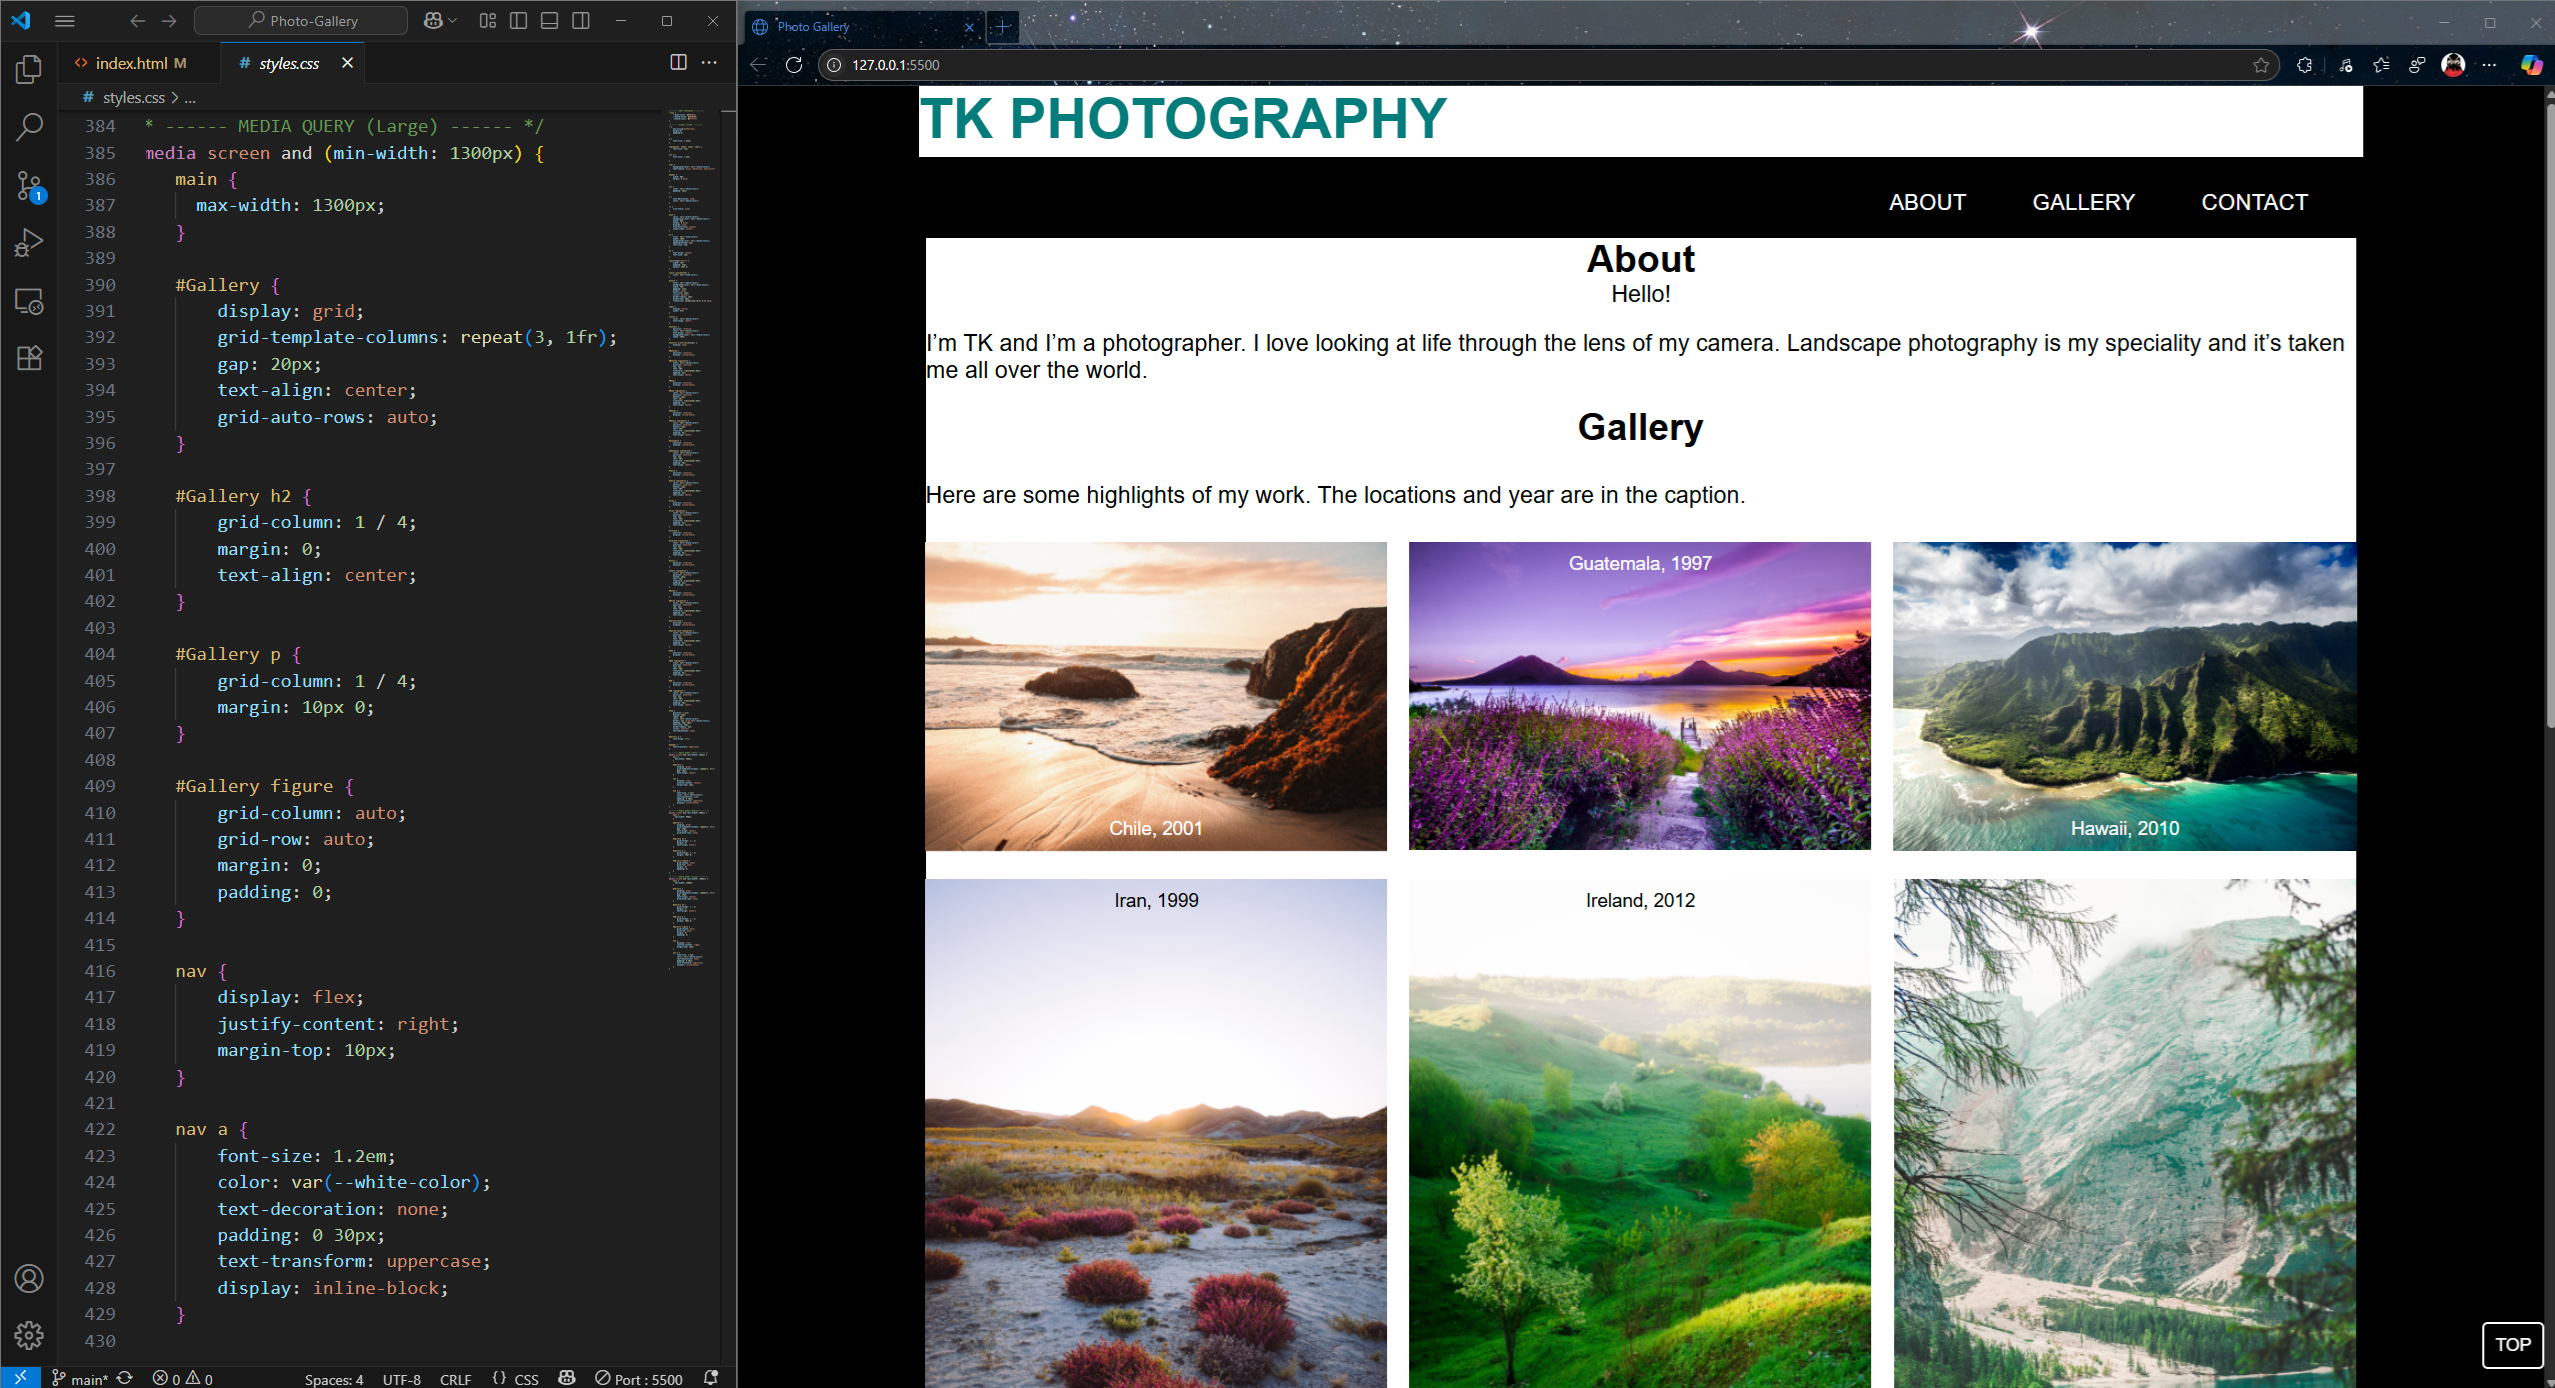 Photo-Gallery
index.html M
# styles.css
# styles.css > ...
384 * ------ MEDIA QUERY (Large) ------ */
385 media screen and (min-width: 1300px) {
386 main {
387 max-width: 1300px;
388 }
389
390 #Gallery {
391 display: grid;
392 grid-template-columns: repeat(3, 1fr);
393 gap: 20px;
394 text-align: center;
395 grid-auto-rows: auto;
396 }
397
398 #Gallery h2 {
399 grid-column: 1 / 4;
400 margin: 0;
401 text-align: center;
402 }
403
404 #Gallery p {
405 grid-column: 1 / 4;
406 margin: 10px 0;
407 }
408
409 #Gallery figure {
410 grid-column: auto;
411 grid-row: auto;
412 margin: 0;
413 padding: 0;
414 }
415
416 nav {
417 display: flex;
418 justify-content: right;
419 margin-top: 10px;
420 }
421
422 nav a {
423 font-size: 1.2em;
424 color: var(--white-color);
425 text-decoration: none;
426 padding: 0 30px;
427 text-transform: uppercase;
428 display: inline-block;
429 }
430
1
main* 0 0 Spaces: 4 UTF-8 CRLF {} CSS Port : 5500
Photo Gallery
127.0.0.1:5500
TK PHOTOGRAPHY
ABOUT GALLERY CONTACT
About
Hello!
I’m TK and I’m a photographer. I love looking at life through the lens of my camera. Landscape photography is my speciality and it’s taken
me all over the world.
Gallery
Here are some highlights of my work. The locations and year are in the caption.
Guatemala, 1997
Chile, 2001
Hawaii, 2010
Iran, 1999
Ireland, 2012
TOP